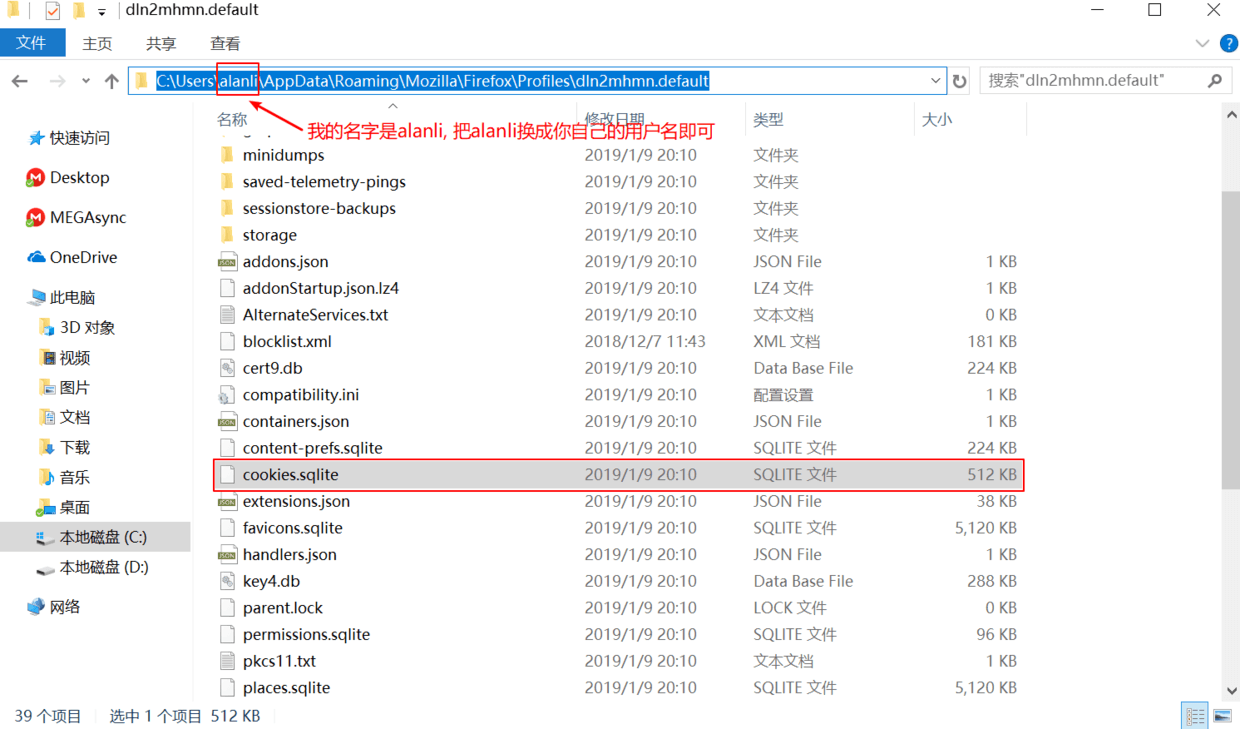 dln2mhmn.default
文件 主页 共享 查看
C:\Users\alanli\AppData\Roaming\Mozilla\Firefox\Profiles\dln2mhmn.default 搜索"dln2mhmn.default"
名称 修改日期 类型 大小
我的名字是alanli, 把alanli换成你自己的用户名即可
快速访问
Desktop
MEGAsync
OneDrive
此电脑
3D 对象
视频
图片
文档
下载
音乐
桌面
本地磁盘 (C:)
本地磁盘 (D:)
网络
minidumps 2019/1/9 20:10 文件夹
saved-telemetry-pings 2019/1/9 20:10 文件夹
sessionstore-backups 2019/1/9 20:10 文件夹
storage 2019/1/9 20:10 文件夹
addons.json 2019/1/9 20:10 JSON File 1 KB
addonStartup.json.lz4 2019/1/9 20:10 LZ4 文件 1 KB
AlternateServices.txt 2019/1/9 20:10 文本文档 0 KB
blocklist.xml 2018/12/7 11:43 XML 文档 181 KB
cert9.db 2019/1/9 20:10 Data Base File 224 KB
compatibility.ini 2019/1/9 20:10 配置设置 1 KB
containers.json 2019/1/9 20:10 JSON File 1 KB
content-prefs.sqlite 2019/1/9 20:10 SQLITE 文件 224 KB
cookies.sqlite 2019/1/9 20:10 SQLITE 文件 512 KB
extensions.json 2019/1/9 20:10 JSON File 38 KB
favicons.sqlite 2019/1/9 20:10 SQLITE 文件 5,120 KB
handlers.json 2019/1/9 20:10 JSON File 1 KB
key4.db 2019/1/9 20:10 Data Base File 288 KB
parent.lock 2019/1/9 20:10 LOCK 文件 0 KB
permissions.sqlite 2019/1/9 20:10 SQLITE 文件 96 KB
pkcs11.txt 2019/1/9 20:10 文本文档 1 KB
places.sqlite 2019/1/9 20:10 SQLITE 文件 5,120 KB
39 个项目 选中 1 个项目 512 KB